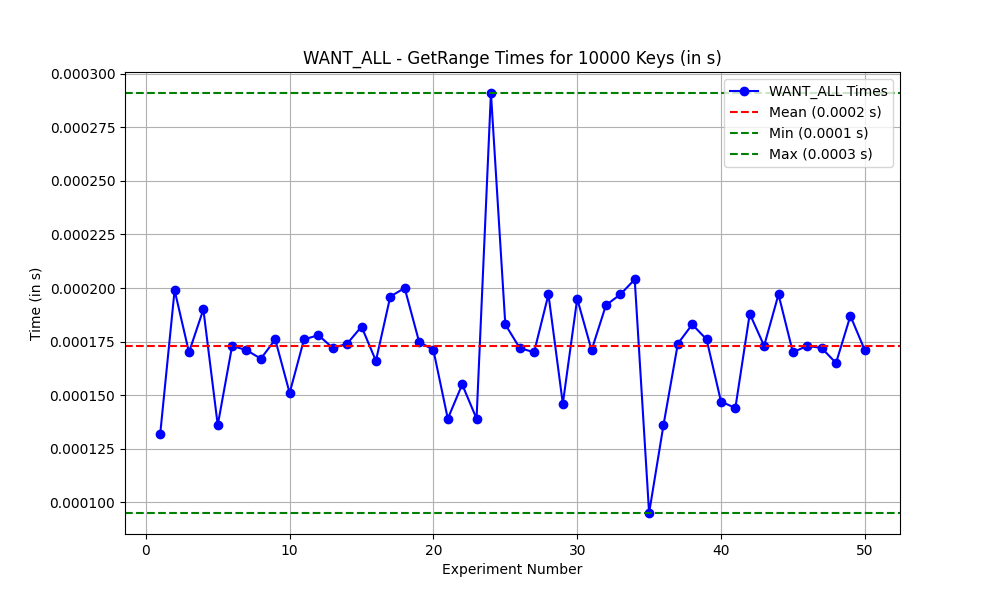 WANT_ALL - GetRange Times for 10000 Keys (in s)
0.000300
0.000275
0.000250
0.000225
0.000200
0.000175
0.000150
0.000125
0.000100
Time (in s)
WANT_ALL Times
Mean (0.0002 s)
Min (0.0001 s)
Max (0.0003 s)
0 10 20 30 40 50
Experiment Number